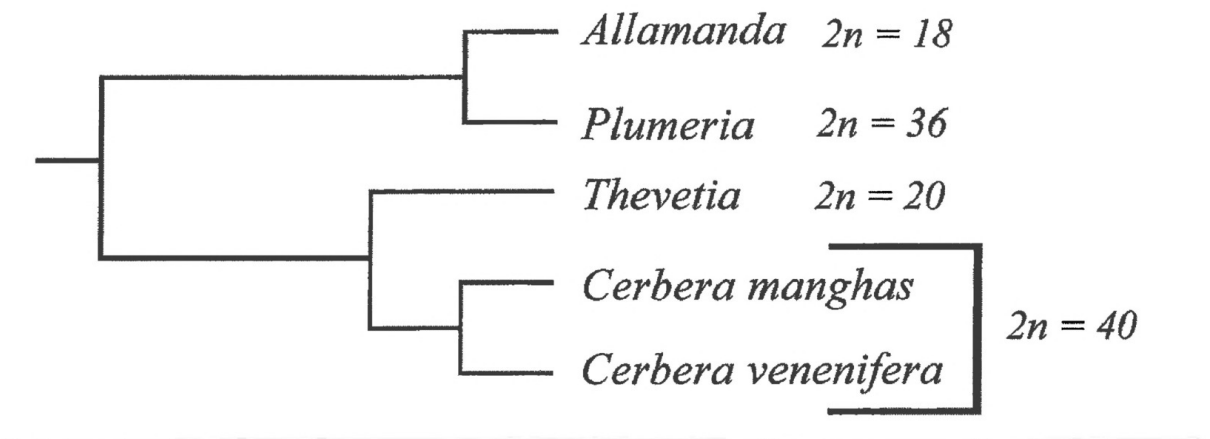 Allamanda 2n = 18
Plumeria 2n = 36
Thevetia 2n = 20
Cerbera manghas
2n = 40
Cerbera venenifera